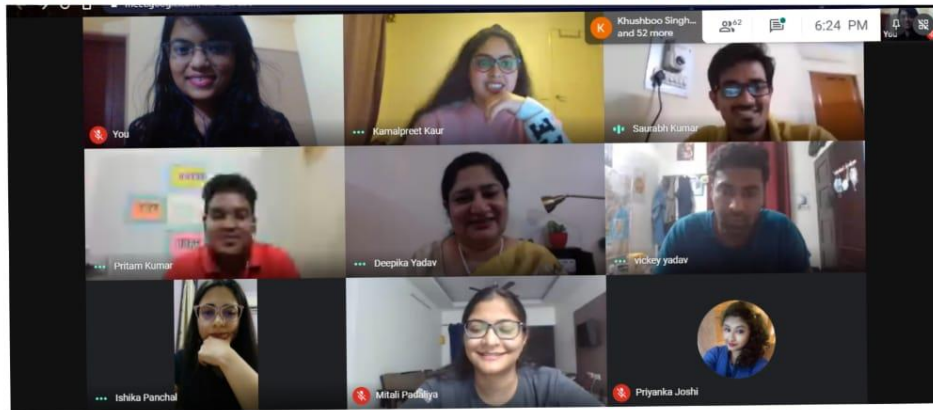 K
Khushboo Singh...
and 52 more
62
6:24 PM
You
You
Kamalpreet Kaur
Saurabh Kumar
Pritam Kumar
Deepika Yadav
vickey yadav
Ishika Panchal
Mitali Padaliya
Priyanka Joshi